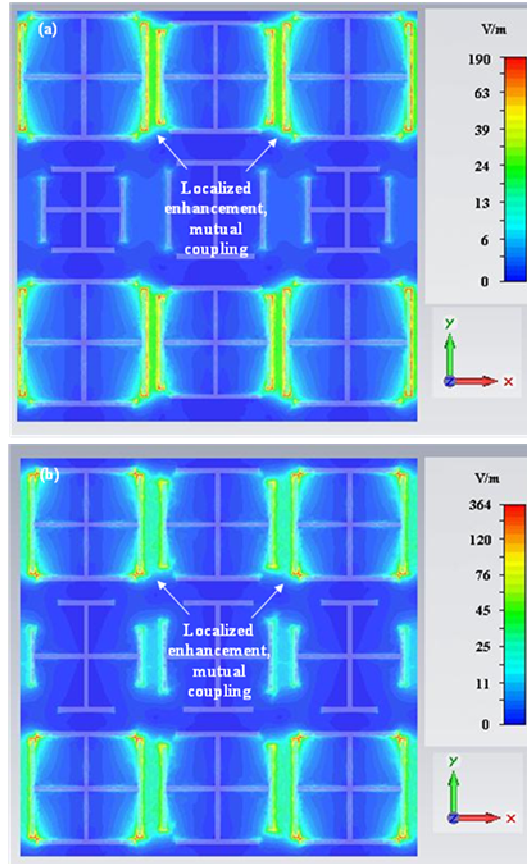 (a)
V/m
190
63
39
24
13
6
0
Localized
enhancement,
mutual
coupling
y
x
(b)
V/m
364
120
76
45
25
11
0
Localized
enhancement,
mutual
coupling
y
x